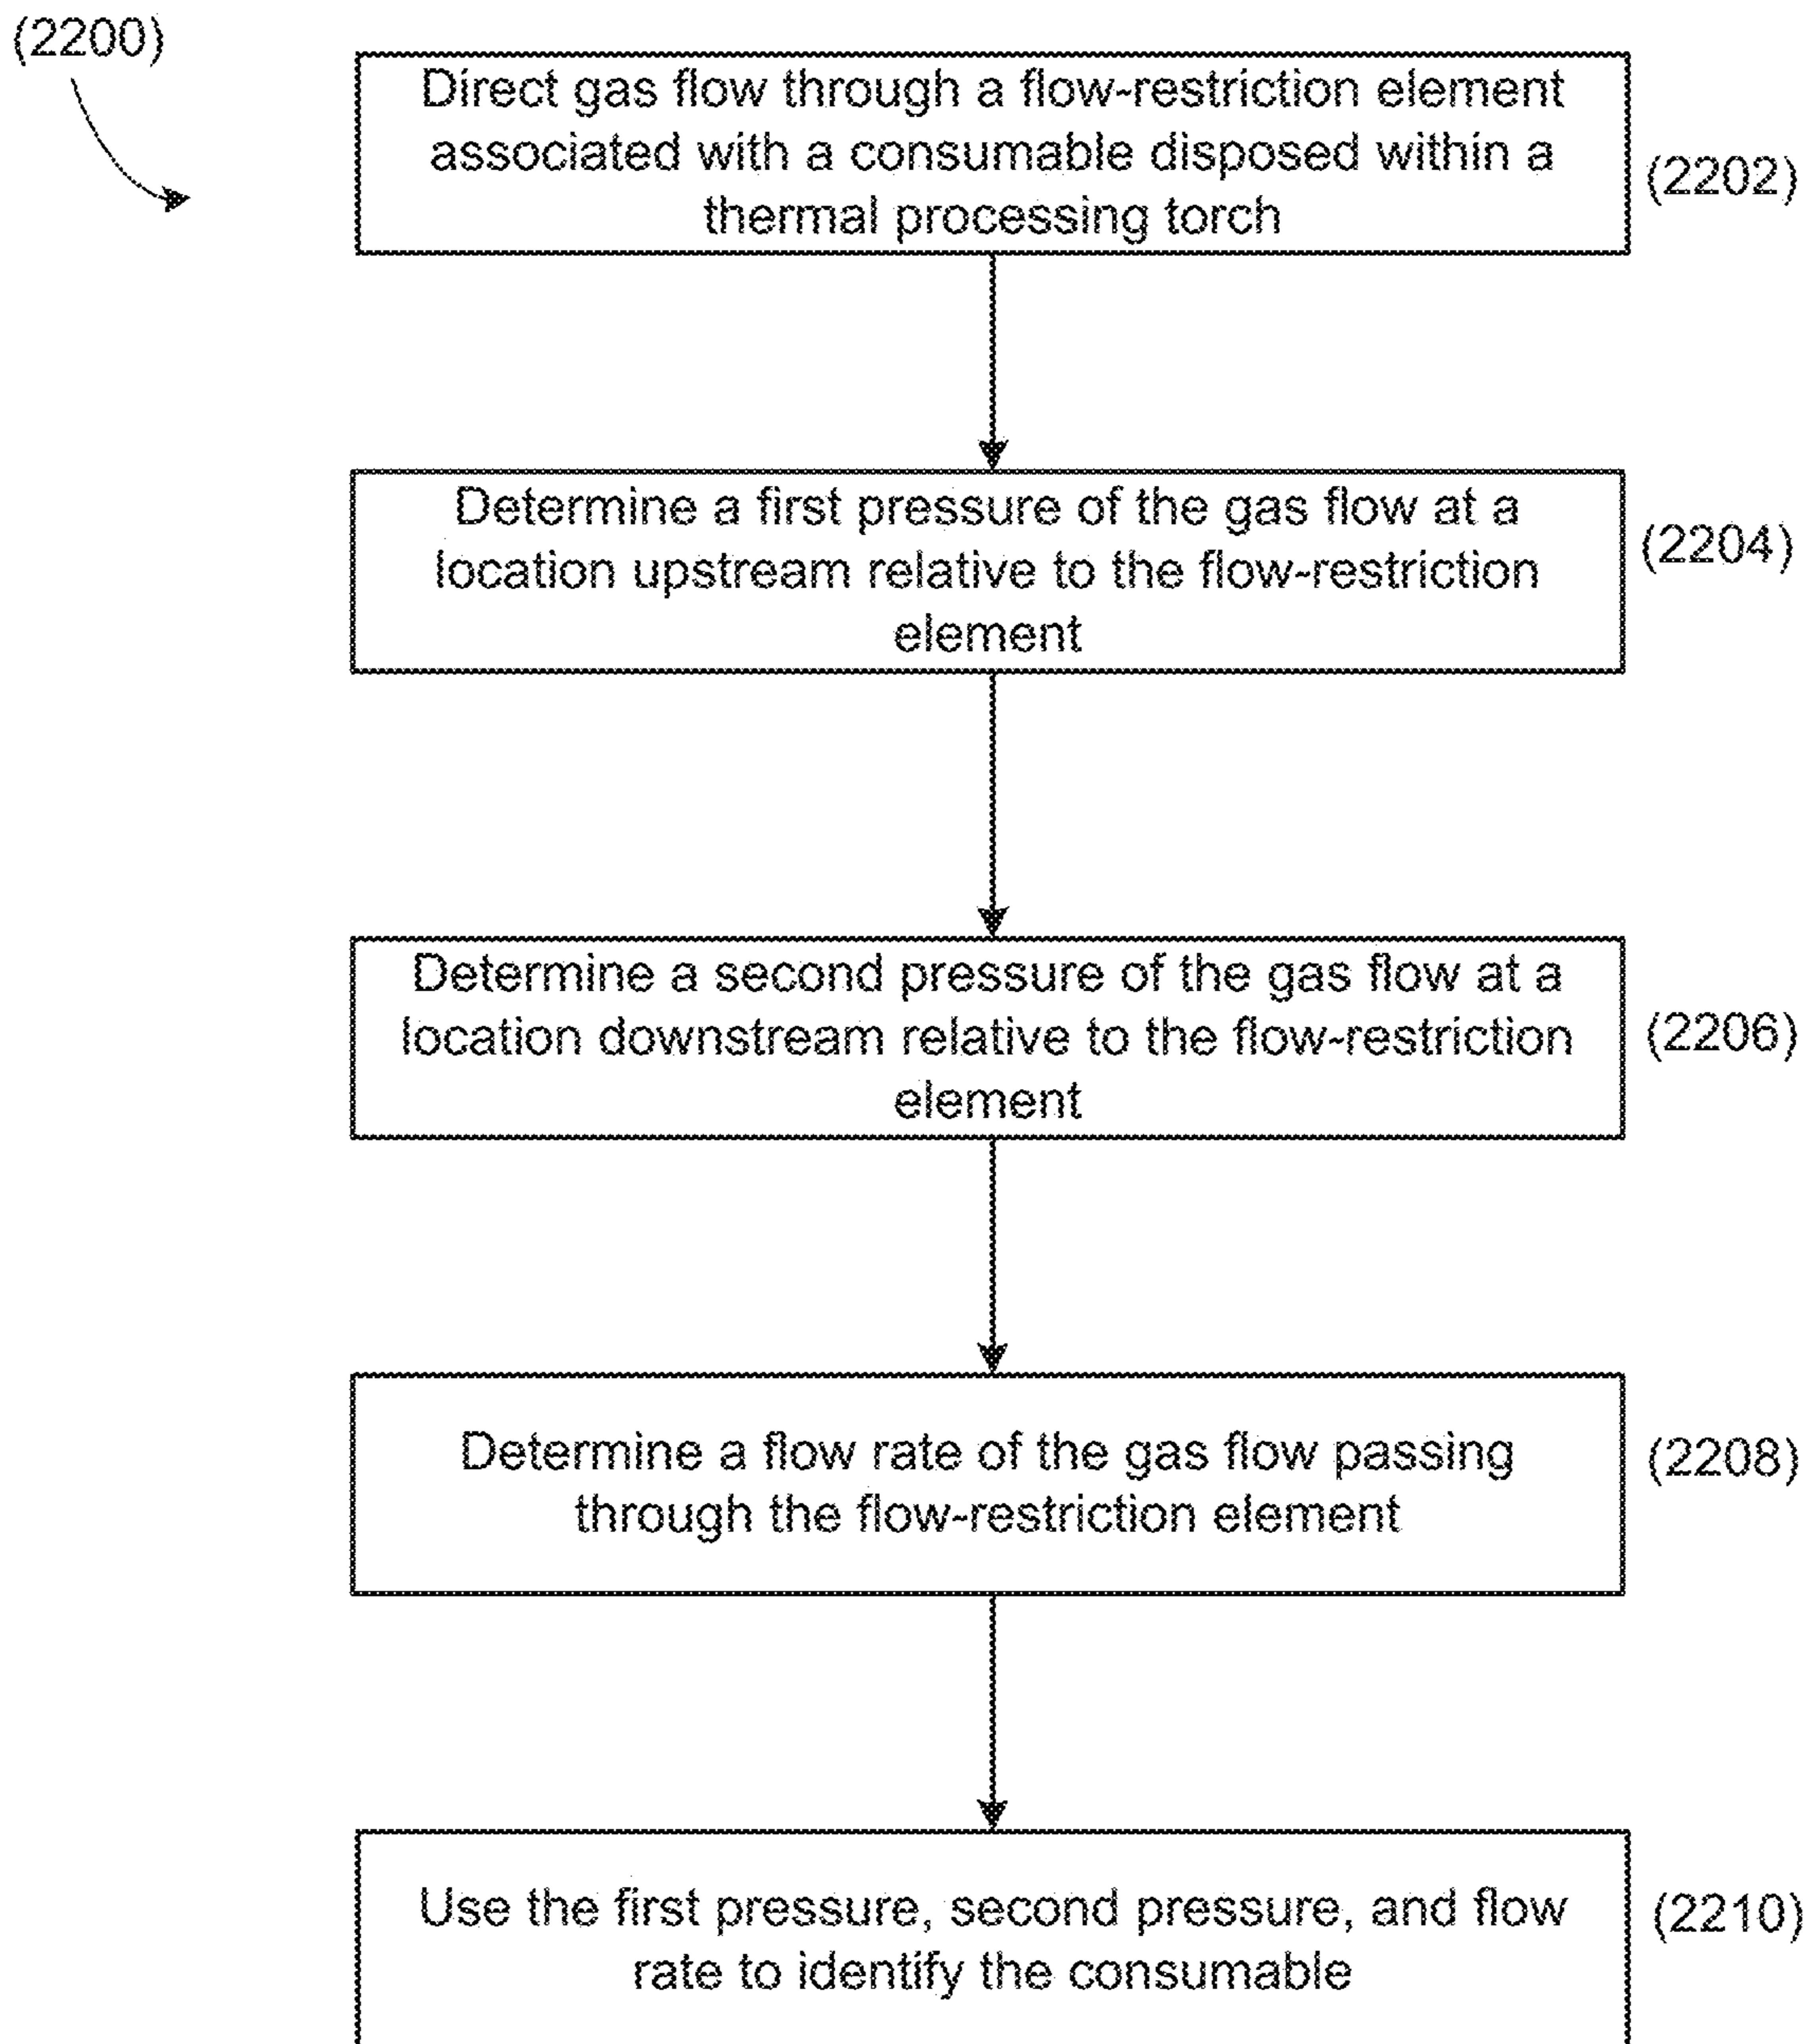 (2200)
Direct gas flow through a flow-restriction element
associated with a consumable disposed within a
thermal processing torch
(2202)
Determine a first pressure of the gas flow at a
location upstream relative to the flow-restriction
element
(2204)
Determine a second pressure of the gas flow at a
location downstream relative to the flow-restriction
element
(2206)
Determine a flow rate of the gas flow passing
through the flow-restriction element
(2208)
Use the first pressure, second pressure, and flow
rate to identify the consumable
(2210)